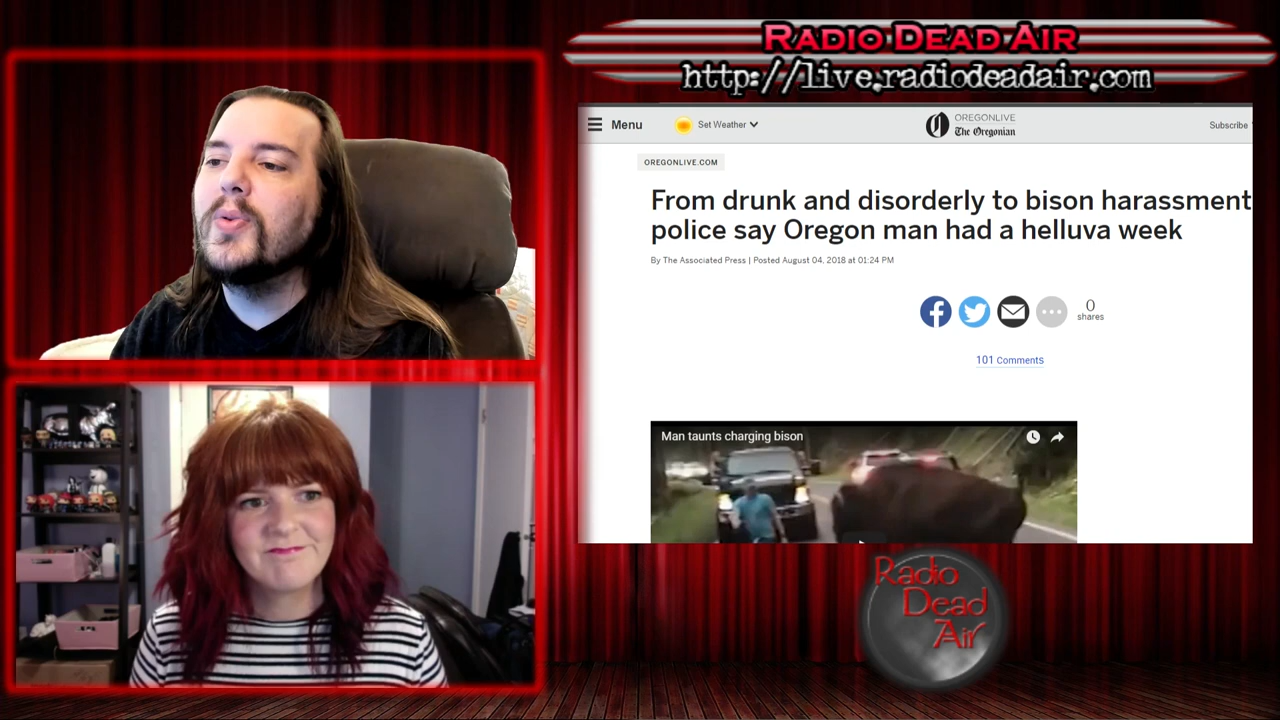 Radio Dead Air
http://live.radiodeadair.com
Menu
Set Weather
OREGONLIVE
The Oregonian
Subscribe
OREGONLIVE.COM
From drunk and disorderly to bison harassment
police say Oregon man had a helluva week
By The Associated Press | Posted August 04, 2018 at 01:24 PM
0
shares
101 Comments
Man taunts charging bison
Radio
Dead
Air